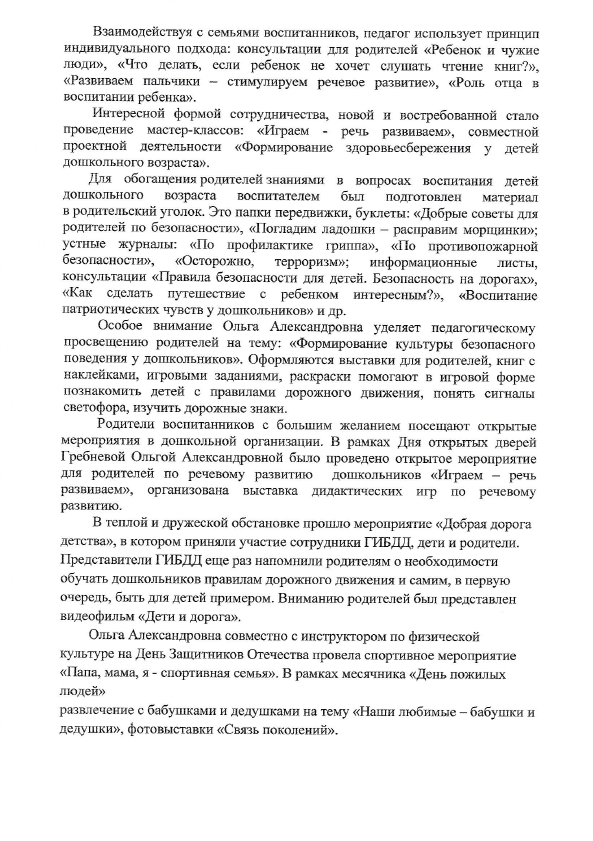 Взаимодействуя с семьями воспитанников, педагог использует принцип
индивидуального подхода: консультации для родителей «Ребенок и чужие
люди», «Что делать, если ребенок не хочет слушать чтение книг?»,
«Развиваем пальчики – стимулируем речевое развитие», «Роль отца в
воспитании ребенка».
Интересной формой сотрудничества, новой и востребованной стало
проведение мастер-классов: «Играем - речь развиваем», совместной
проектной деятельности «Формирование здоровьесбережения у детей
дошкольного возраста».
Для обогащения родителей знаниями в вопросах воспитания детей
дошкольного возраста воспитателем был подготовлен материал
в родительский уголок. Это папки передвижки, буклеты: «Добрые советы для
родителей по безопасности», «Погладим ладошки – расправим морщинки»;
устные журналы: «По профилактике гриппа», «По противопожарной
безопасности», «Осторожно, терроризм»; информационные листы,
консультации «Правила безопасности для детей. Безопасность на дорогах»,
«Как сделать путешествие с ребенком интересным?», «Воспитание
патриотических чувств у дошкольников» и др.
Особое внимание Ольга Александровна уделяет педагогическому
просвещению родителей на тему: «Формирование культуры безопасного
поведения у дошкольников». Оформляются выставки для родителей, книг с
наклейками, игровыми заданиями, раскраски помогают в игровой форме
познакомить детей с правилами дорожного движения, понять сигналы
светофора, изучить дорожные знаки.
Родители воспитанников с большим желанием посещают открытые
мероприятия в дошкольной организации. В рамках Дня открытых дверей
Гребневой Ольгой Александровной было проведено открытое мероприятие
для родителей по речевому развитию дошкольников «Играем – речь
развиваем», организована выставка дидактических игр по речевому
развитию.
В теплой и дружеской обстановке прошло мероприятие «Добрая дорога
детства», в котором приняли участие сотрудники ГИБДД, дети и родители.
Представители ГИБДД еще раз напомнили родителям о необходимости
обучать дошкольников правилам дорожного движения и самим, в первую
очередь, быть для детей примером. Вниманию родителей был представлен
видеофильм «Дети и дорога».
Ольга Александровна совместно с инструктором по физической
культуре на День Защитников Отечества провела спортивное мероприятие
«Папа, мама, я - спортивная семья». В рамках месячника «День пожилых
людей»
развлечение с бабушками и дедушками на тему «Наши любимые – бабушки и
дедушки», фотовыставки «Связь поколений».